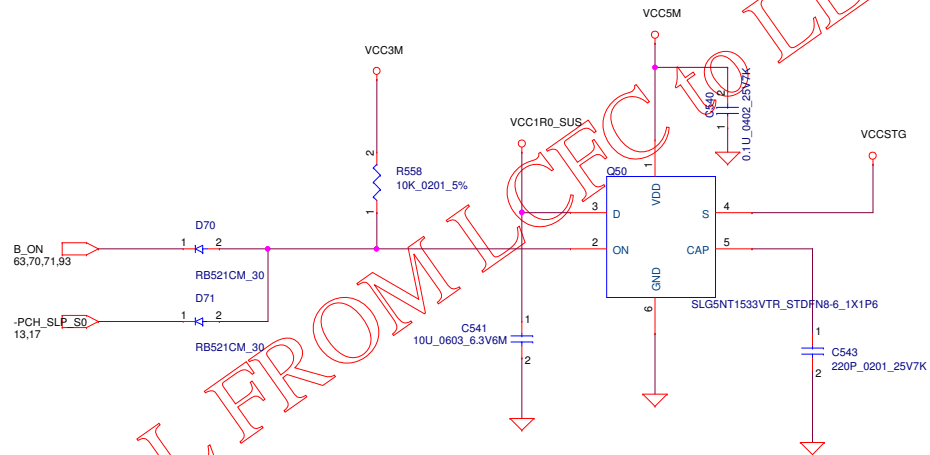 VCC5M
VCC3M
C540
0.1U_0402_25V7K
2
1
VCC1R0_SUS
VCCSTG
2
R558
10K_0201_5%
1
1
Q50
VDD
3
D
S
4
D70
B_ON
63,70,71,93
1
2
2
ON
CAP
5
RB521CM_30
GND
D71
SLG5NT1533VTR_STDFN8-6_1X1P6
-PCH_SLP_S0
13,17
1
2
6
RB521CM_30
1
C541
10U_0603_6.3V6M
2
1
C543
220P_0201_25V7K
2
L FROM LCFC to L